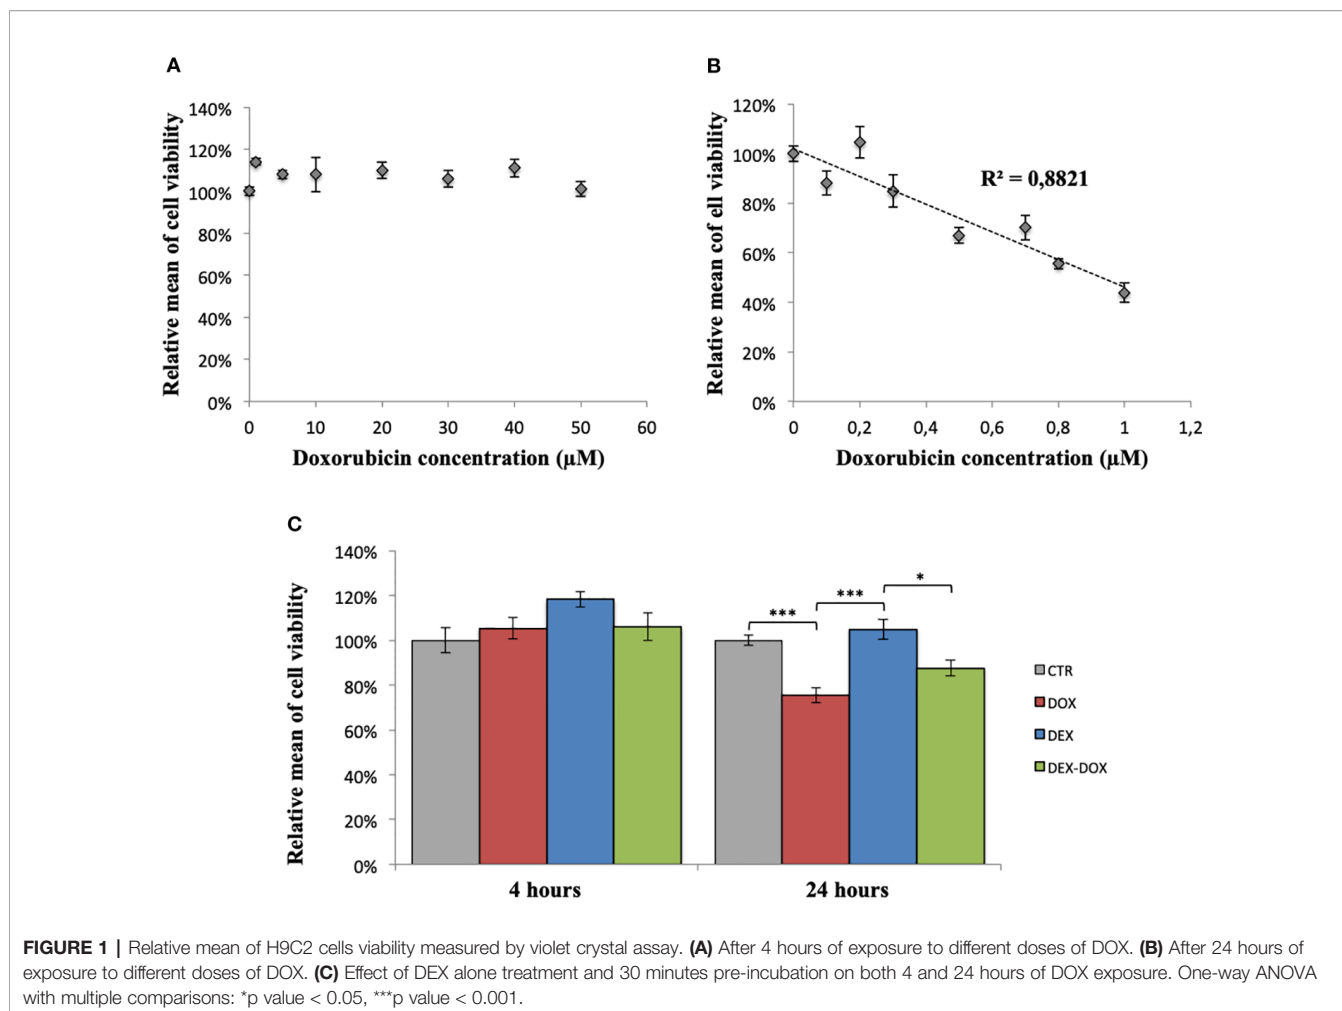 A
140%
120%
100%
80%
60%
40%
20%
0%
Relative mean of cell viability
0 10 20 30 40 50 60
Doxorubicin concentration (µM)
B
120%
100%
80%
60%
40%
20%
0%
Relative mean cof ell viability
R² = 0,8821
0 0,2 0,4 0,6 0,8 1 1,2
Doxorubicin concentration (µM)
C
140%
120%
100%
80%
60%
40%
20%
0%
Relative mean of cell viability
*** *** *
4 hours 24 hours
CTR
DOX
DEX
DEX-DOX
FIGURE 1 | Relative mean of H9C2 cells viability measured by violet crystal assay. (A) After 4 hours of exposure to different doses of DOX. (B) After 24 hours of
exposure to different doses of DOX. (C) Effect of DEX alone treatment and 30 minutes pre-incubation on both 4 and 24 hours of DOX exposure. One-way ANOVA
with multiple comparisons: *p value < 0.05, ***p value < 0.001.